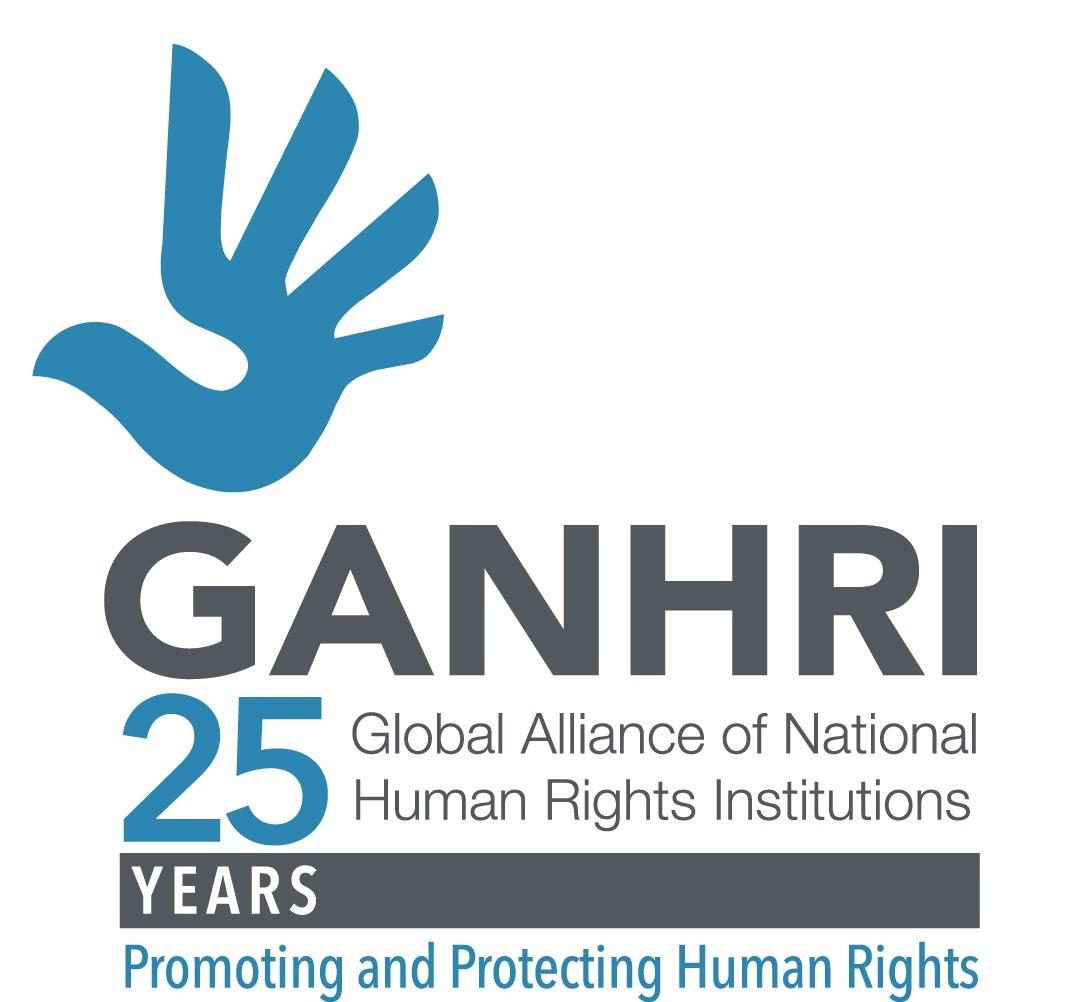 GANHRI
25
Global Alliance of National
Human Rights Institutions
YEARS
Promoting and Protecting Human Rights